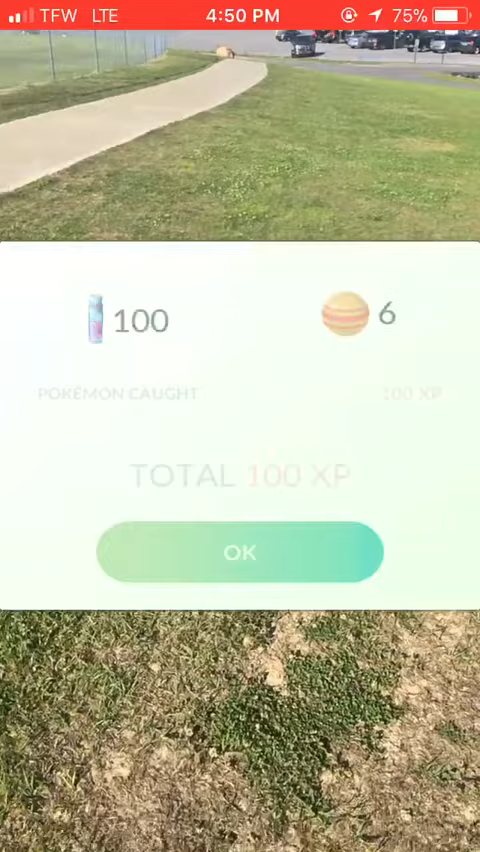 TFW LTE 4:50 PM 75%
100 6
POKÉMON CAUGHT 100 XP
TOTAL 100 XP
OK